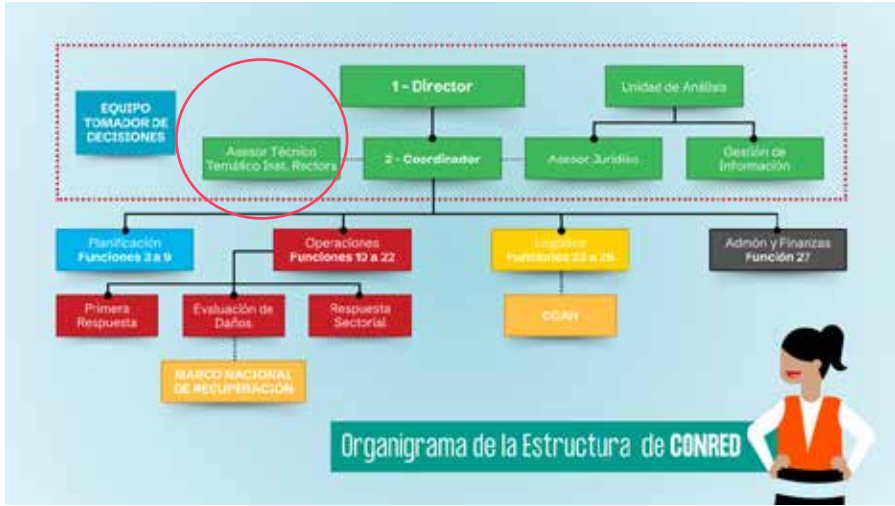 1 - Director
Unidad de Análisis
EQUIPO
TOMADOR DE
DECISIONES
Asesor Técnico
Temático Inst. Rectora
2 - Coordinador
Asesor Jurídico
Gestión de
Información
Planificación
Funciones 3 a 9
Operaciones
Funciones 10 a 22
Logística
Funciones 23 a 26
Admón y Finanzas
Función 27
Primera
Respuesta
Evaluación de
Daños
Respuesta
Sectorial
MARCO NACIONAL
DE RECUPERACIÓN
Organigrama de la Estructura de CONRED